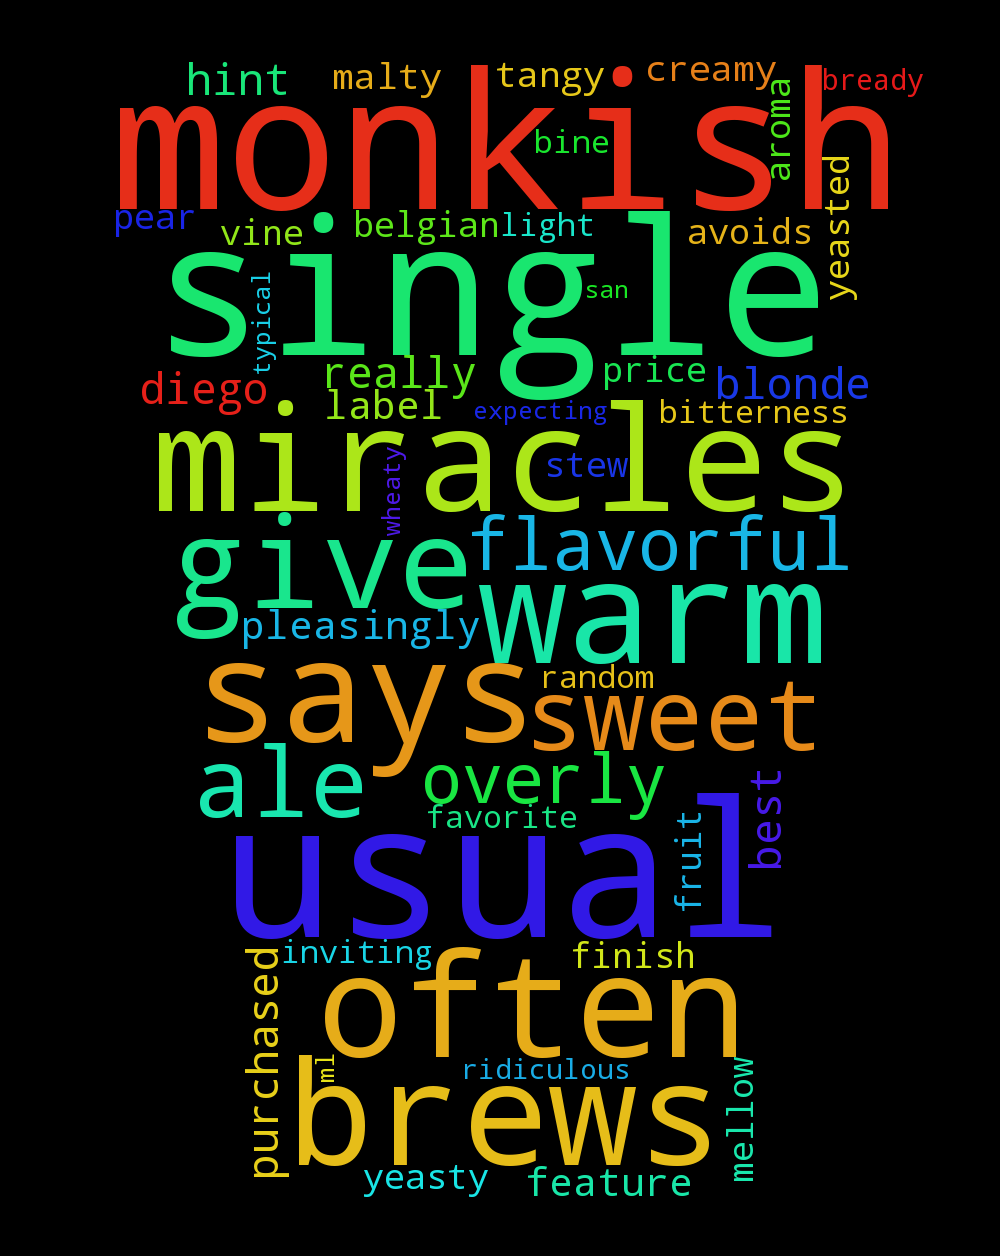 hint malty tangy creamy bready
monkish
bine
aroma
pear vine belgian light avoids
yeasted
single
san
typical
diego really price blonde
label expecting bitterness
miracles
stew
wheaty
give flavorful
warm
pleasingly
says random
sweet
ale overly
favorite
best
fruit
usual
inviting finish
purchased
often
ml
ridiculous
mellow
brews
yeasty feature